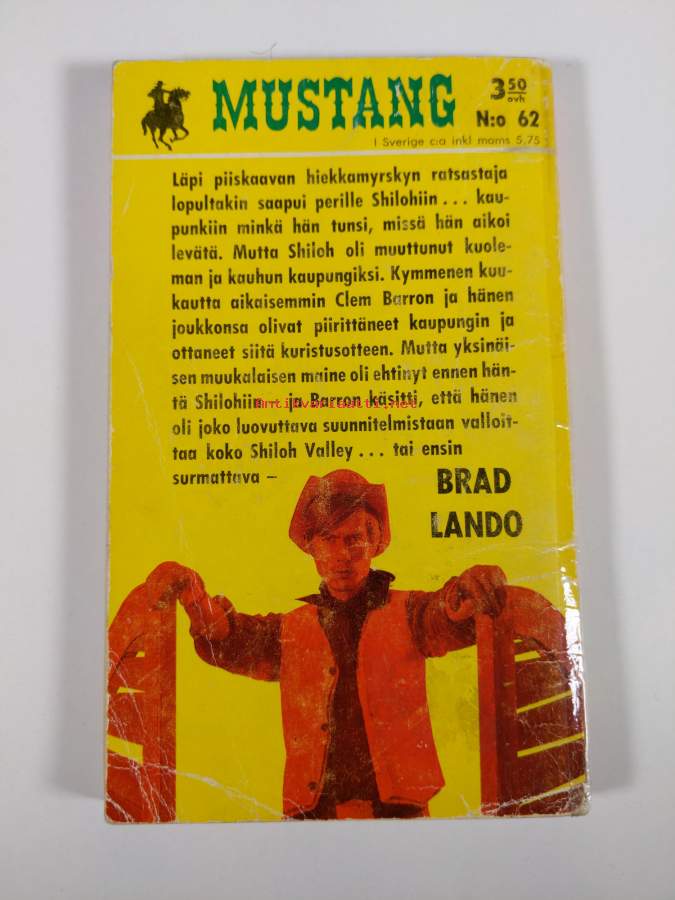 MUSTANG
3 50
ovh
N:o 62
I Sverige c:a inkl moms 5.75
Läpi piiskaavan hiekkamyrskyn ratsastaja
lopultakin saapui perille Shilohiin... kau-
punkiin minkä hän tunsi, missä hän aikoi
levätä. Mutta Shiloh oli muuttunut kuole-
man ja kauhun kaupungiksi. Kymmenen kuu-
kautta aikaisemmin Clem Barron ja hänen
joukkonsa olivat piirittäneet kaupungin ja
ottaneet siitä kuristusotteen. Mutta yksinäi-
sen muukalaisen maine oli ehtinyt ennen hän-
tä Shilohiin – ja Barron käsitti, että hänen
Antikvariaatti.net
oli joko luovuttava suunnitelmistaan valloit-
taa koko Shiloh Valley... tai ensin
surmattava –
BRAD
LANDO